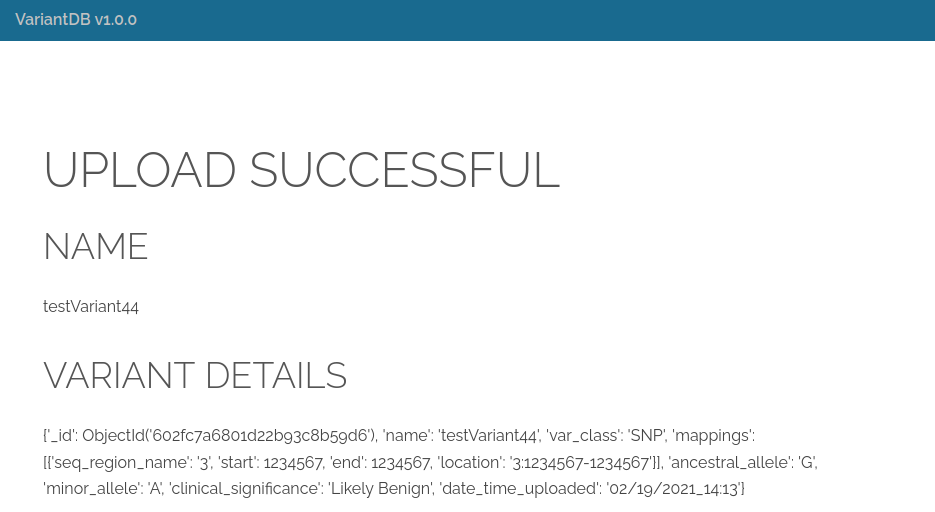 VariantDB v1.0.0
UPLOAD SUCCESSFUL
NAME
testVariant44
VARIANT DETAILS
{'_id': ObjectId('602fc7a6801d22b93c8b59d6'), 'name': 'testVariant44', 'var_class': 'SNP', 'mappings':
[[{'seq_region_name': '3', 'start': 1234567, 'end': 1234567, 'location': '3:1234567-1234567'}]], 'ancestral_allele': 'G',
'minor_allele': 'A', 'clinical_significance': 'Likely Benign', 'date_time_uploaded': '02/19/2021_14:13'}